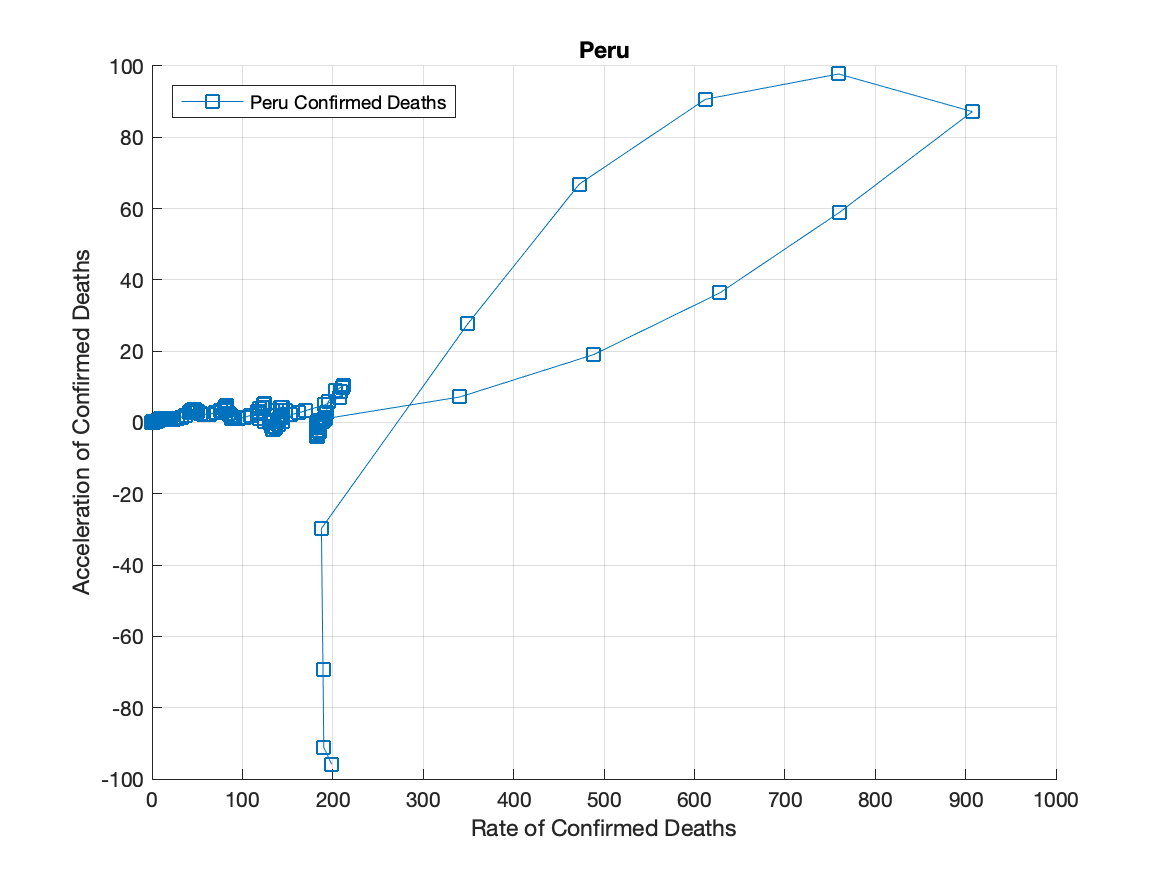 Peru
Peru Confirmed Deaths
Acceleration of Confirmed Deaths
100
80
60
40
20
0
-20
-40
-60
-80
-100
0 100 200 300 400 500 600 700 800 900 1000
Rate of Confirmed Deaths